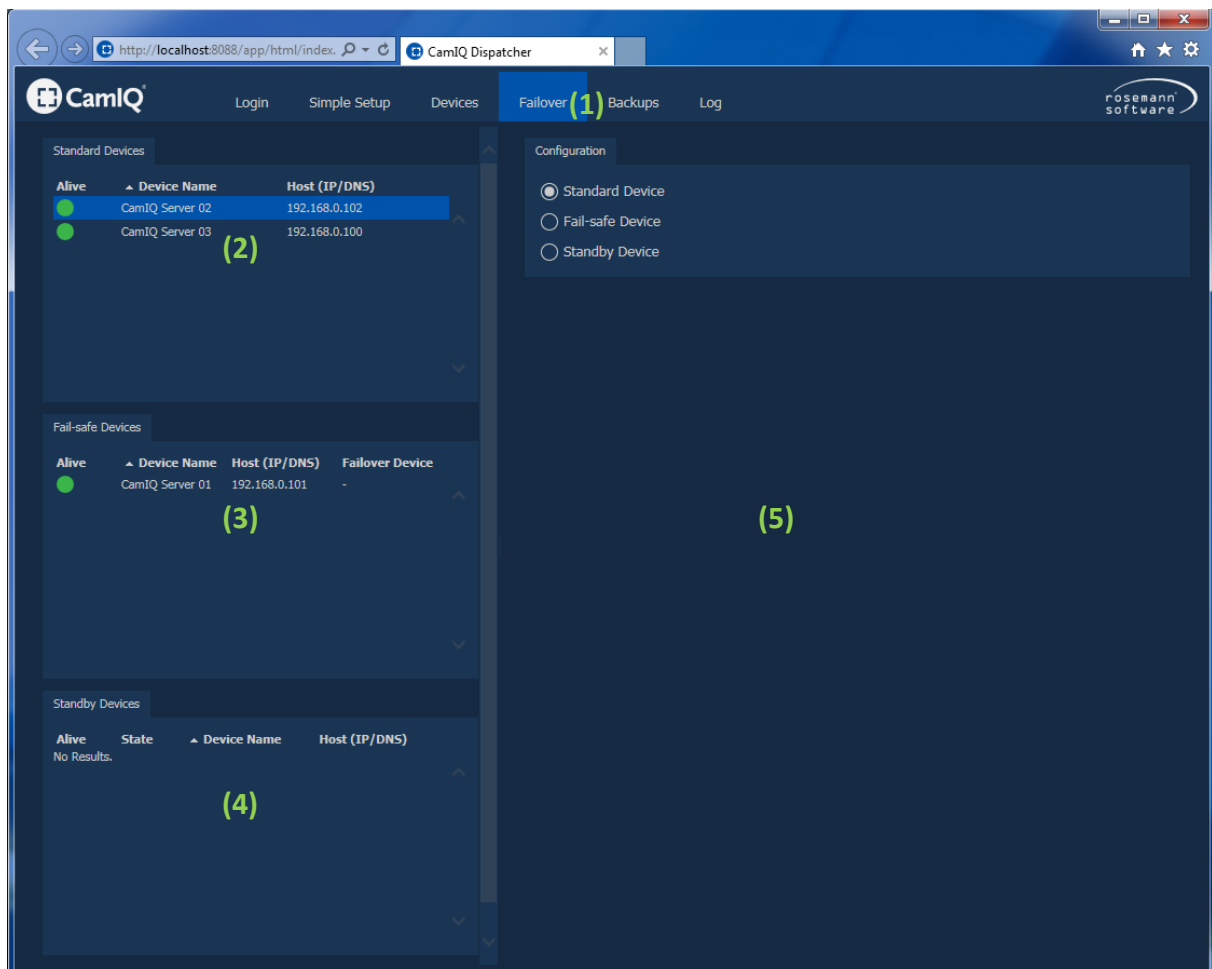 http://localhost:8088/app/html/index. CamIQ Dispatcher
CamIQ Login Simple Setup Devices Failover (1) Backups Log rosemann software
Standard Devices
Alive Device Name Host (IP/DNS)
CamIQ Server 02 192.168.0.102
CamIQ Server 03 192.168.0.100
(2)
Fail-safe Devices
Alive Device Name Host (IP/DNS) Failover Device
CamIQ Server 01 192.168.0.101 -
(3)
Standby Devices
Alive State Device Name Host (IP/DNS)
No Results.
(4)
Configuration
Standard Device
Fail-safe Device
Standby Device
(5)